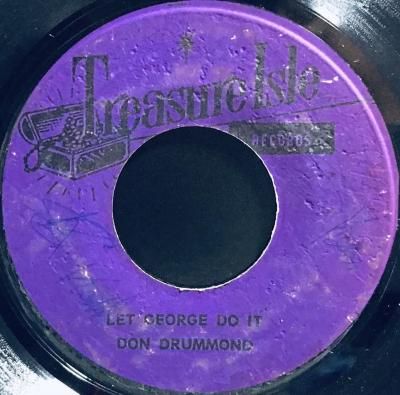 Treasure Isle
RECORDS
LET GEORGE DO IT
DON DRUMMOND